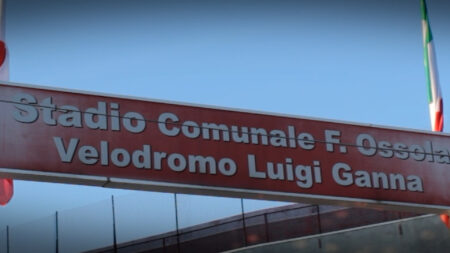 Stadio Comunale F. Ossola
Velodromo Luigi Ganna